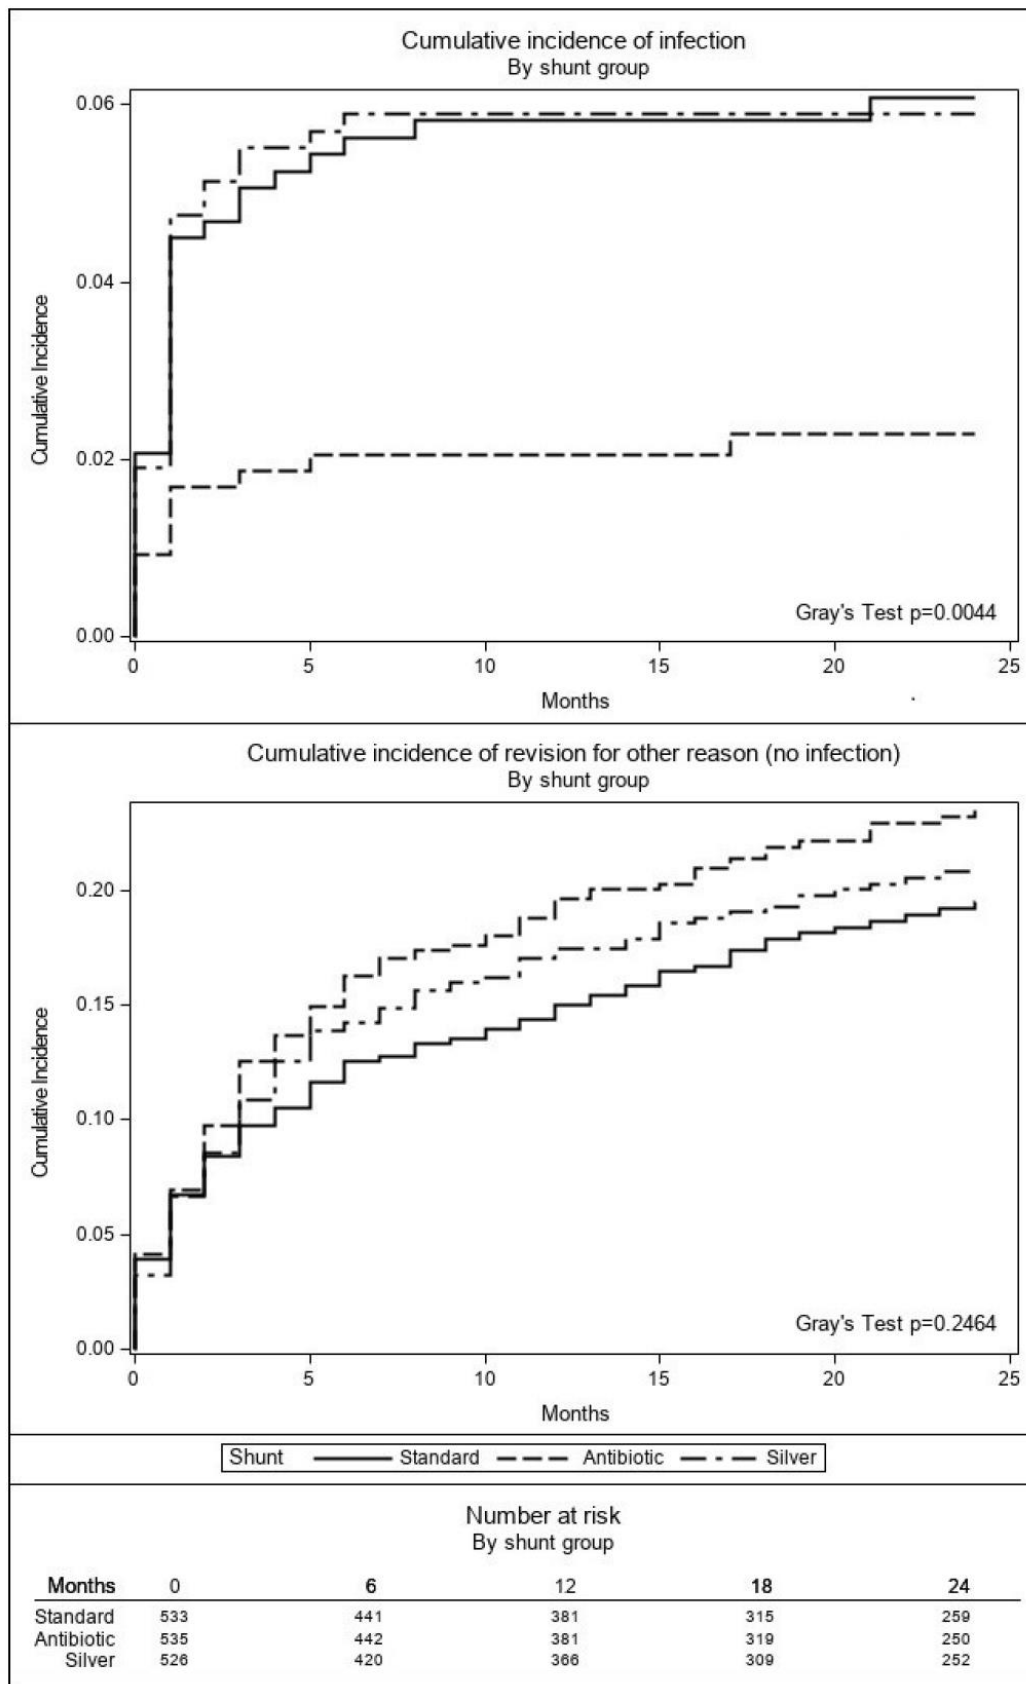 Cumulative incidence of infection
By shunt group
0.06
0.04
0.02
0.00
Cumulative Incidence
Gray's Test p=0.0044
0 5 10 15 20 25
Months
Cumulative incidence of revision for other reason (no infection)
By shunt group
0.20
0.15
0.10
0.05
0.00
Cumulative Incidence
Gray's Test p=0.2464
0 5 10 15 20 25
Months
Shunt Standard Antibiotic Silver
Number at risk
By shunt group
Months 0 6 12 18 24
Standard 533 441 381 315 259
Antibiotic 535 442 381 319 250
Silver 526 420 366 309 252